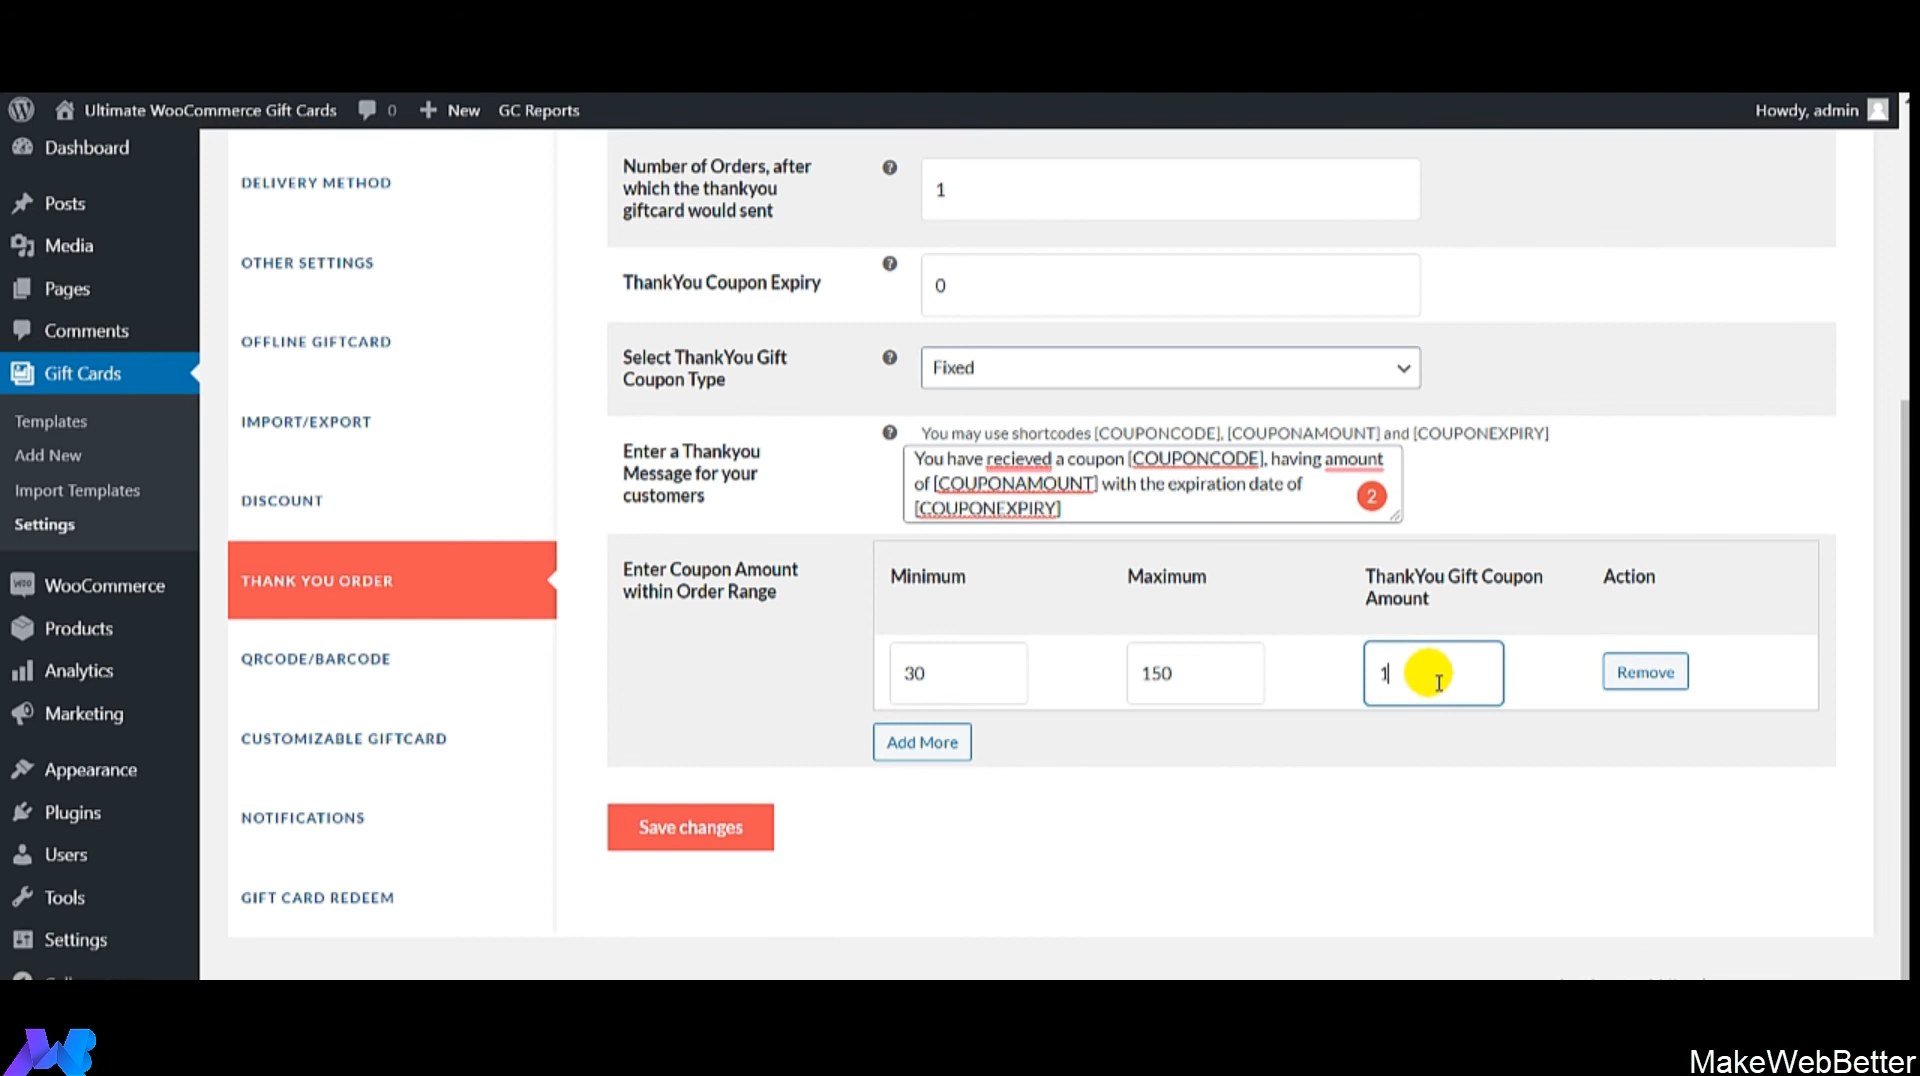 Ultimate WooCommerce Gift Cards 0 New GC Reports Howdy, admin
Dashboard
Posts
Media
Pages
Comments
Gift Cards
Templates
Add New
Import Templates
Settings
WooCommerce
Products
Analytics
Marketing
Appearance
Plugins
Users
Tools
Settings
DELIVERY METHOD
OTHER SETTINGS
OFFLINE GIFTCARD
IMPORT/EXPORT
DISCOUNT
THANK YOU ORDER
QRCODE/BARCODE
CUSTOMIZABLE GIFTCARD
NOTIFICATIONS
GIFT CARD REDEEM
Number of Orders, after
which the thankyou
giftcard would sent
1
ThankYou Coupon Expiry
0
Select ThankYou Gift
Coupon Type
Fixed
Enter a Thankyou
Message for your
customers
You may use shortcodes [COUPONCODE], [COUPONAMOUNT] and [COUPONEXPIRY]
You have recieved a coupon [COUPONCODE], having amount
of [COUPONAMOUNT] with the expiration date of
[COUPONEXPIRY]
2
Enter Coupon Amount
within Order Range
Minimum Maximum ThankYou Gift Coupon Action
Amount
30 150 1 Remove
Add More
Save changes
MakeWebBetter